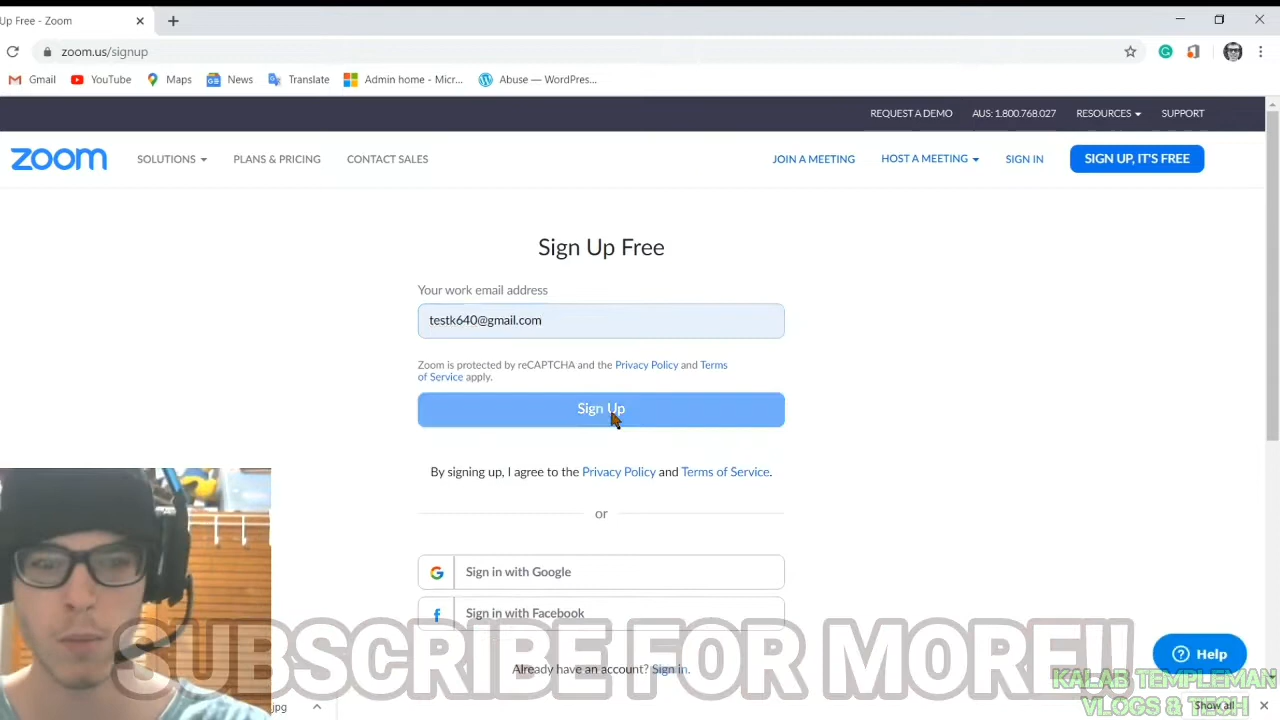 Up Free - Zoom
zoom.us/signup
Gmail YouTube Maps News Translate Admin home - Micr... Abuse — WordPres...
REQUEST A DEMO AUS: 1.800.768.027 RESOURCES SUPPORT
zoom SOLUTIONS PLANS & PRICING CONTACT SALES JOIN A MEETING HOST A MEETING SIGN IN SIGN UP, IT'S FREE
Sign Up Free
Your work email address
testk640@gmail.com
Zoom is protected by reCAPTCHA and the Privacy Policy and Terms
of Service apply.
Sign Up
By signing up, I agree to the Privacy Policy and Terms of Service.
or
Sign in with Google
Sign in with Facebook
SUBSCRIBE FOR MORE!!
Already have an account? Sign in.
Help
KALAB TEMPLEMAN
VLOGS & TECH
jpg Show all